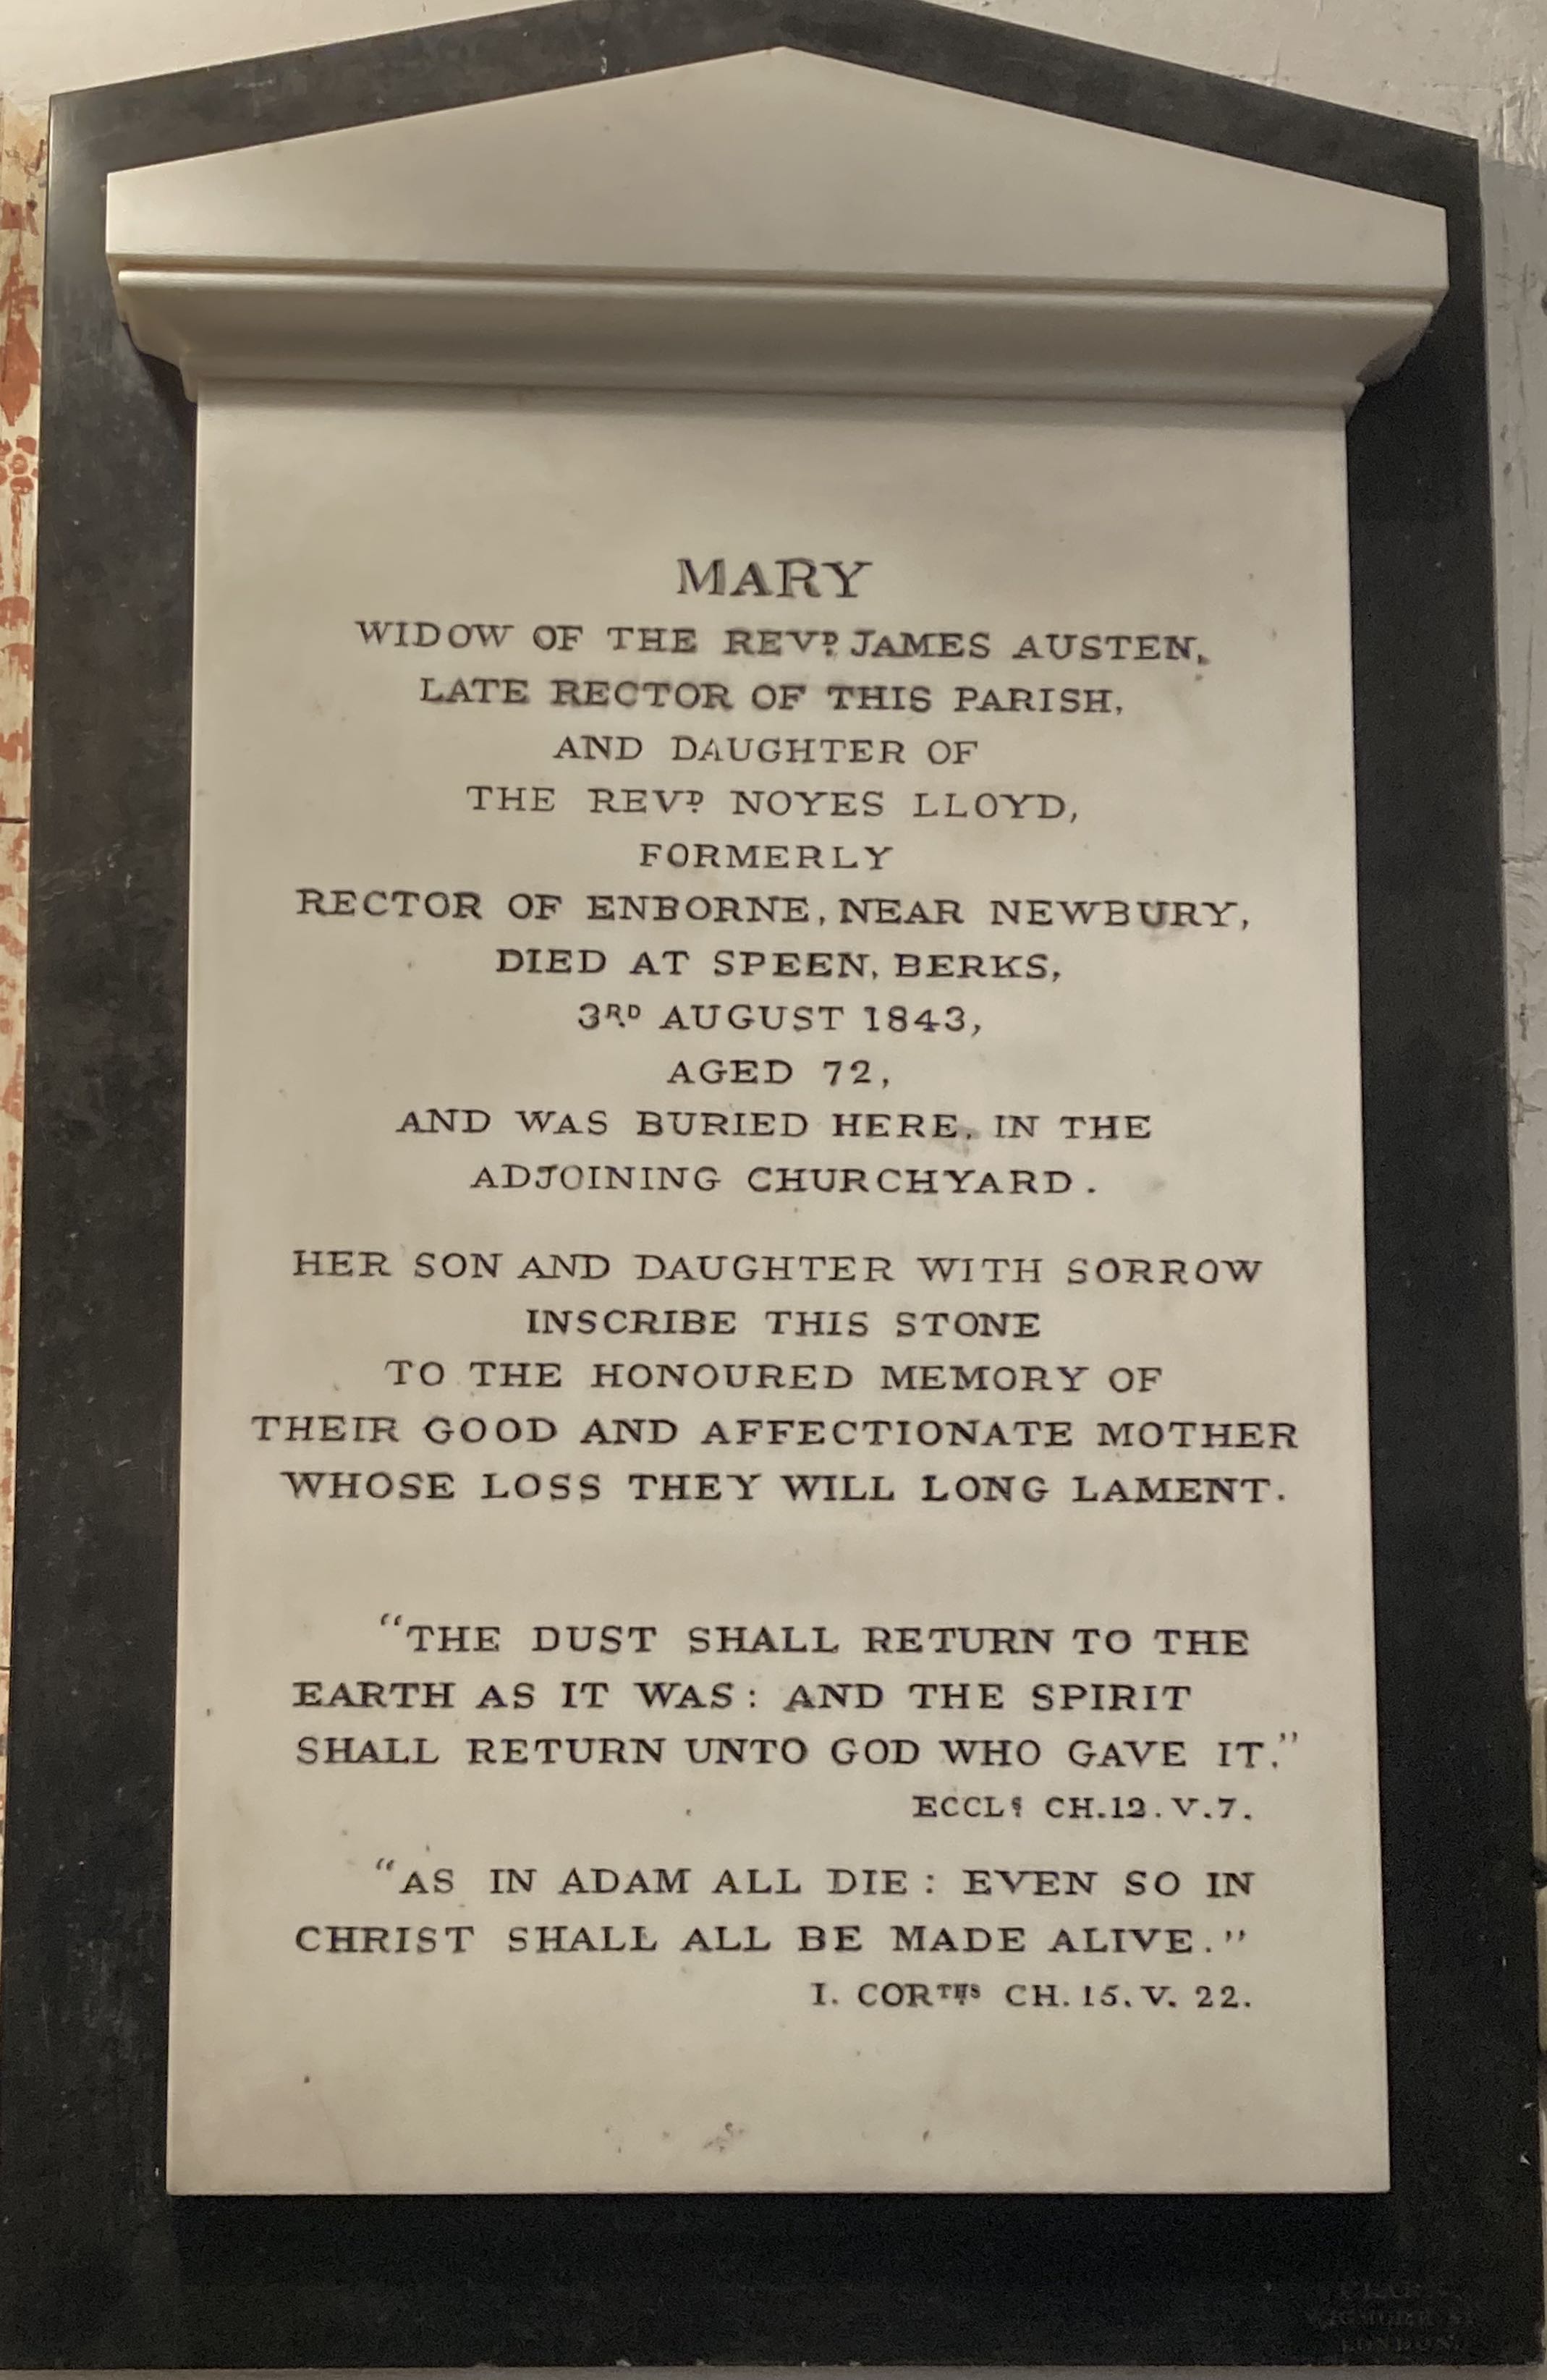 MARY
WIDOW OF THE REVD. JAMES AUSTEN,
LATE RECTOR OF THIS PARISH,
AND DAUGHTER OF
THE REVD. NOYES LLOYD,
FORMERLY
RECTOR OF ENBORNE, NEAR NEWBURY,
DIED AT SPEEN, BERKS,
3RD AUGUST 1843,
AGED 72,
AND WAS BURIED HERE, IN THE
ADJOINING CHURCHYARD.
HER SON AND DAUGHTER WITH SORROW
INSCRIBE THIS STONE
TO THE HONOURED MEMORY OF
THEIR GOOD AND AFFECTIONATE MOTHER
WHOSE LOSS THEY WILL LONG LAMENT.
“THE DUST SHALL RETURN TO THE
EARTH AS IT WAS: AND THE SPIRIT
SHALL RETURN UNTO GOD WHO GAVE IT.”
ECCLS. CH.12. V.7.
“AS IN ADAM ALL DIE: EVEN SO IN
CHRIST SHALL ALL BE MADE ALIVE.”
I. CORTHS. CH. 15. V. 22.
LONDON.